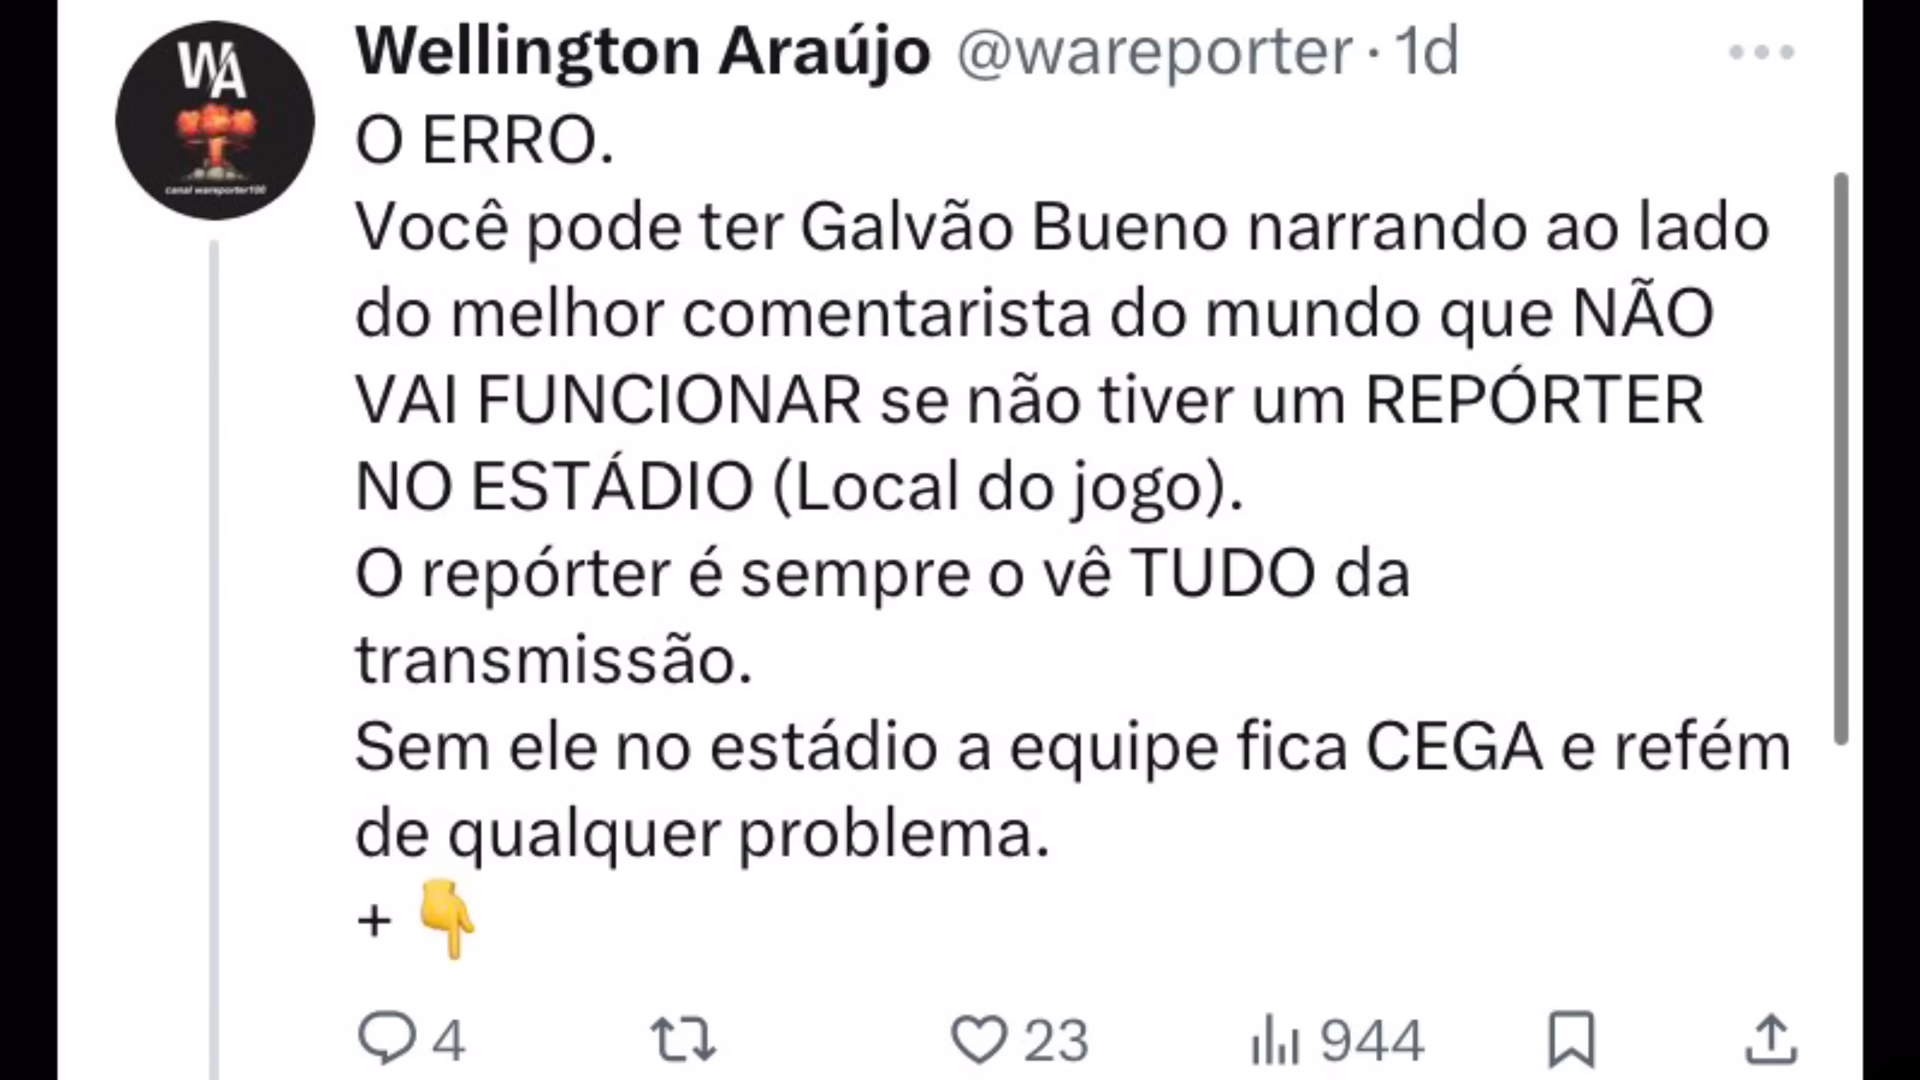 WA
canal wareporter100
Wellington Araújo @wareporter · 1d
O ERRO.
Você pode ter Galvão Bueno narrando ao lado
do melhor comentarista do mundo que NÃO
VAI FUNCIONAR se não tiver um REPÓRTER
NO ESTÁDIO (Local do jogo).
O repórter é sempre o vê TUDO da
transmissão.
Sem ele no estádio a equipe fica CEGA e refém
de qualquer problema.
+ 👇
4 23 944